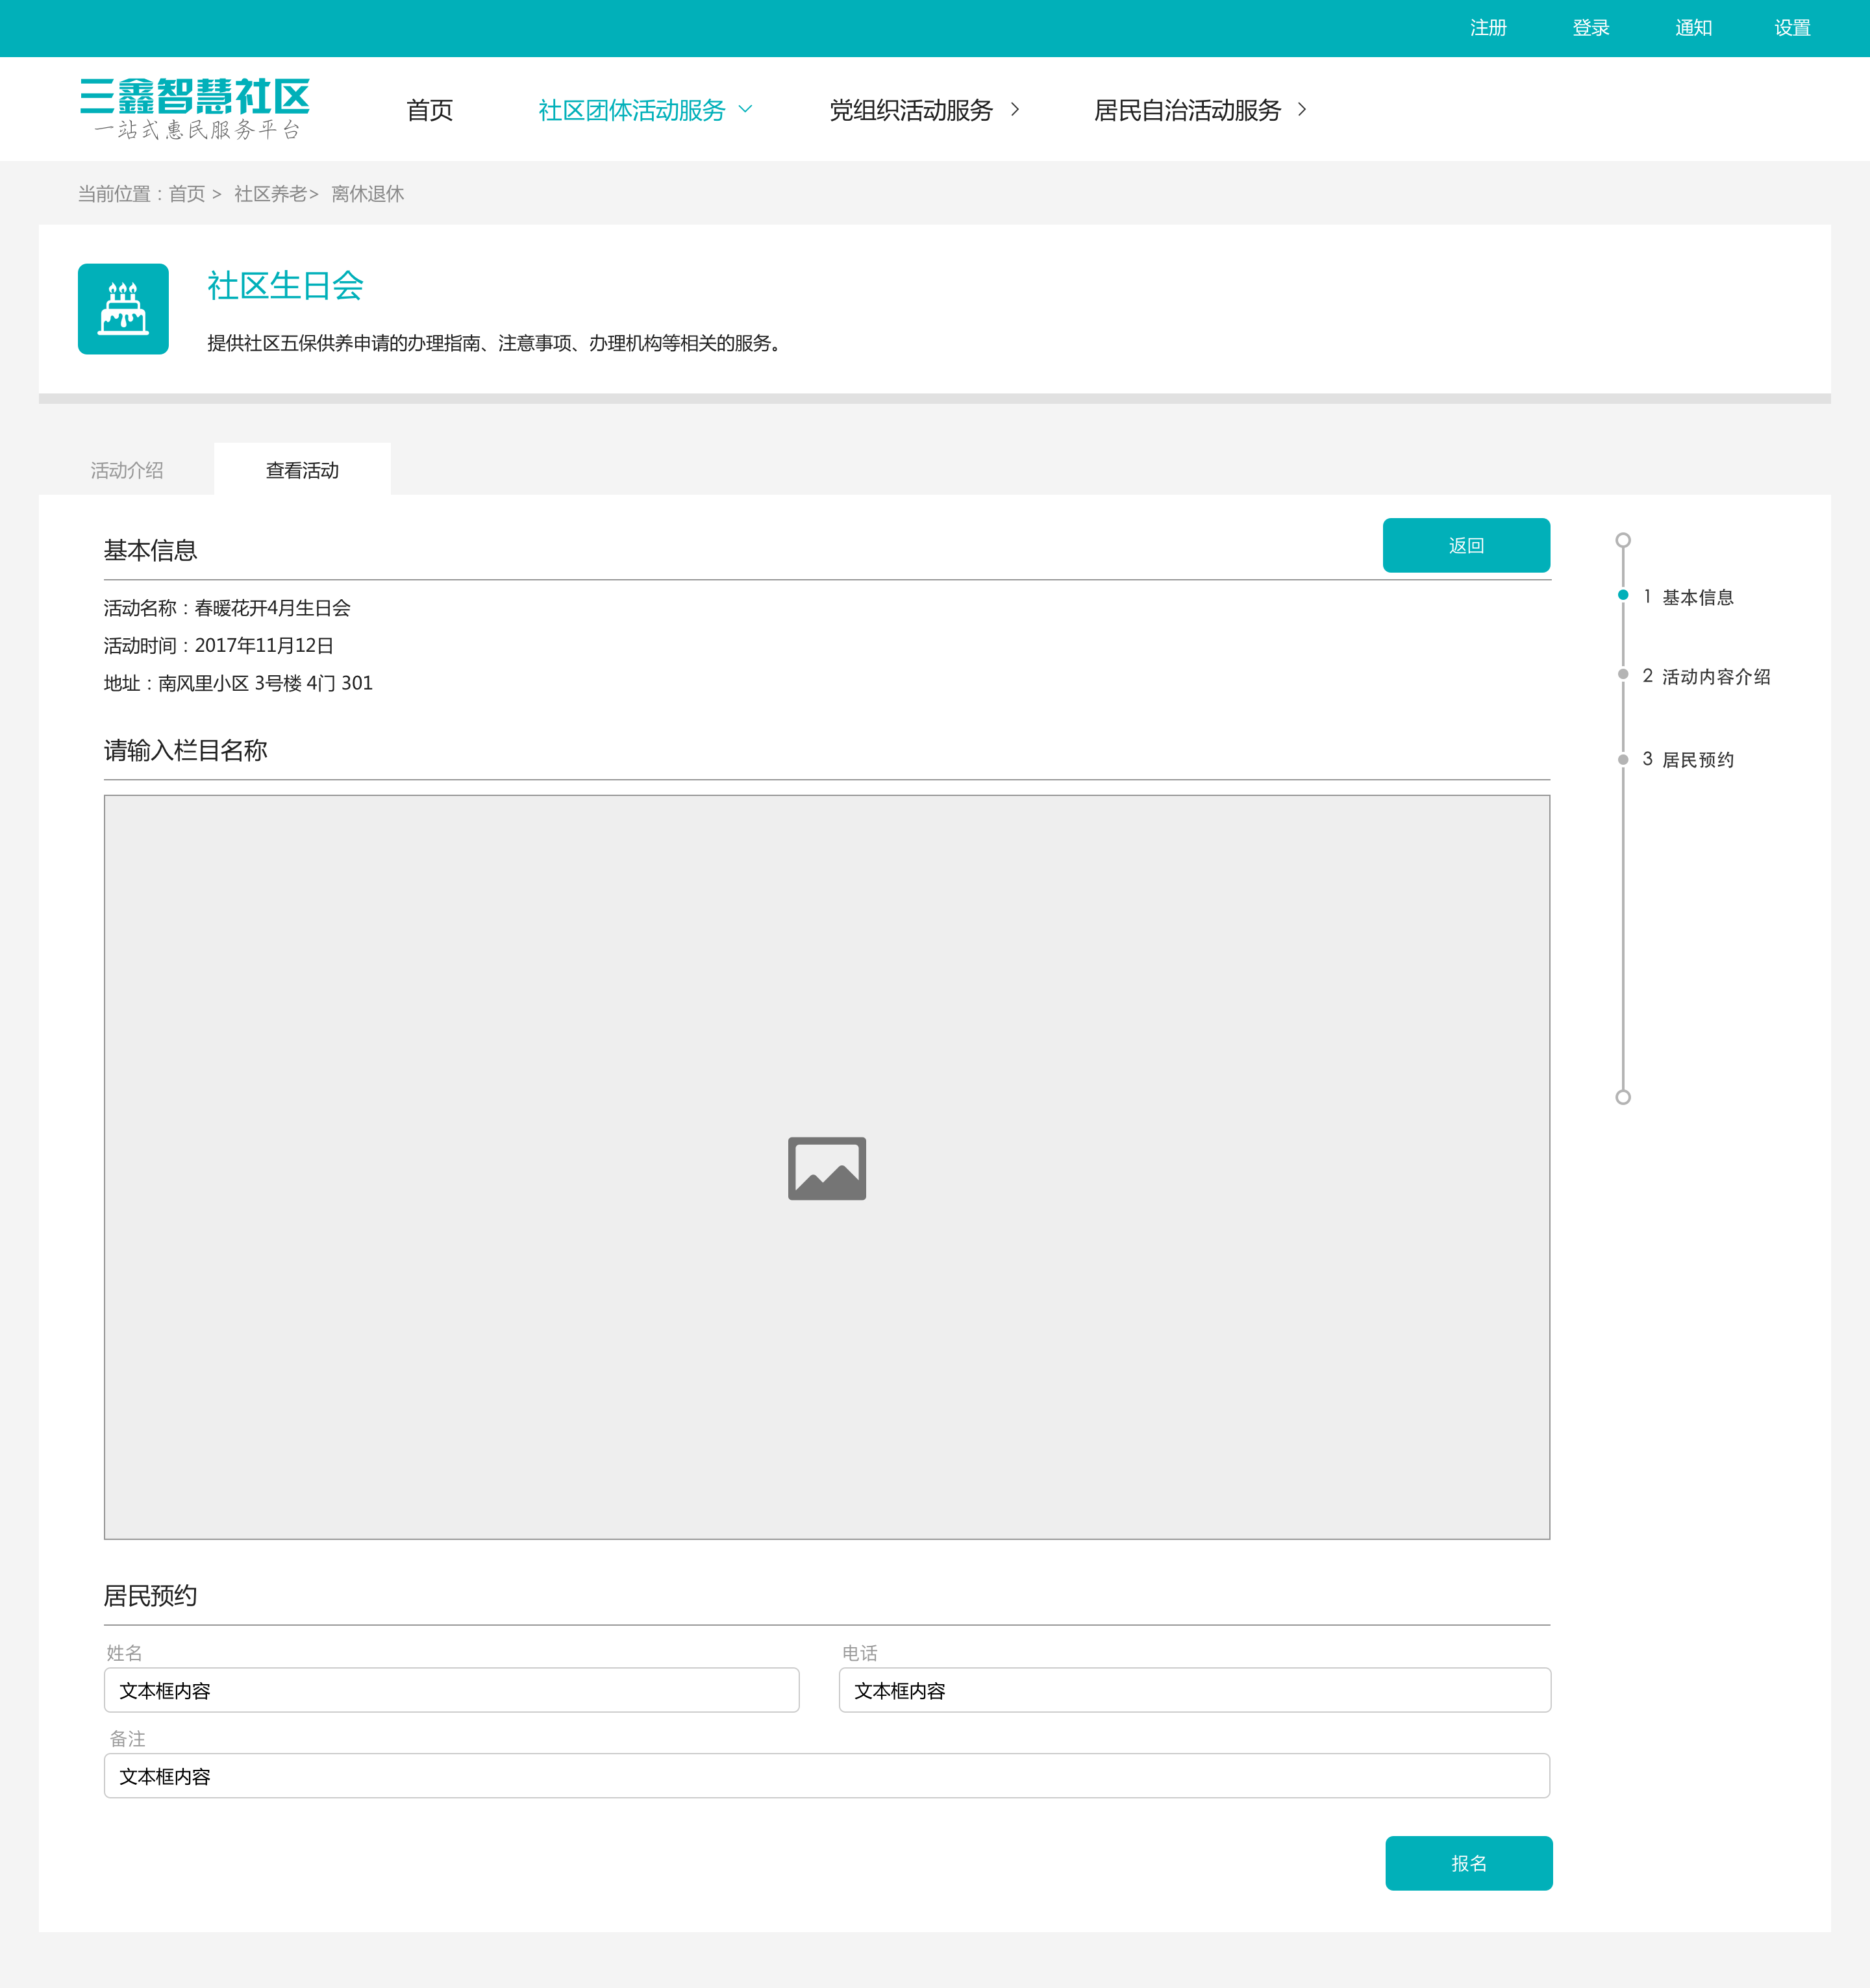 注册 登录 通知 设置
三鑫智慧社区
一站式惠民服务平台
首页 社区团体活动服务 党组织活动服务 居民自治活动服务
当前位置：首页 > 社区养老> 离休退休
社区生日会
提供社区五保供养申请的办理指南、注意事项、办理机构等相关的服务。
活动介绍 查看活动
基本信息
返回
活动名称：春暖花开4月生日会
活动时间：2017年11月12日
地址：南风里小区 3号楼 4门 301
1 基本信息
2 活动内容介绍
3 居民预约
请输入栏目名称
居民预约
姓名 电话
文本框内容 文本框内容
备注
文本框内容
报名